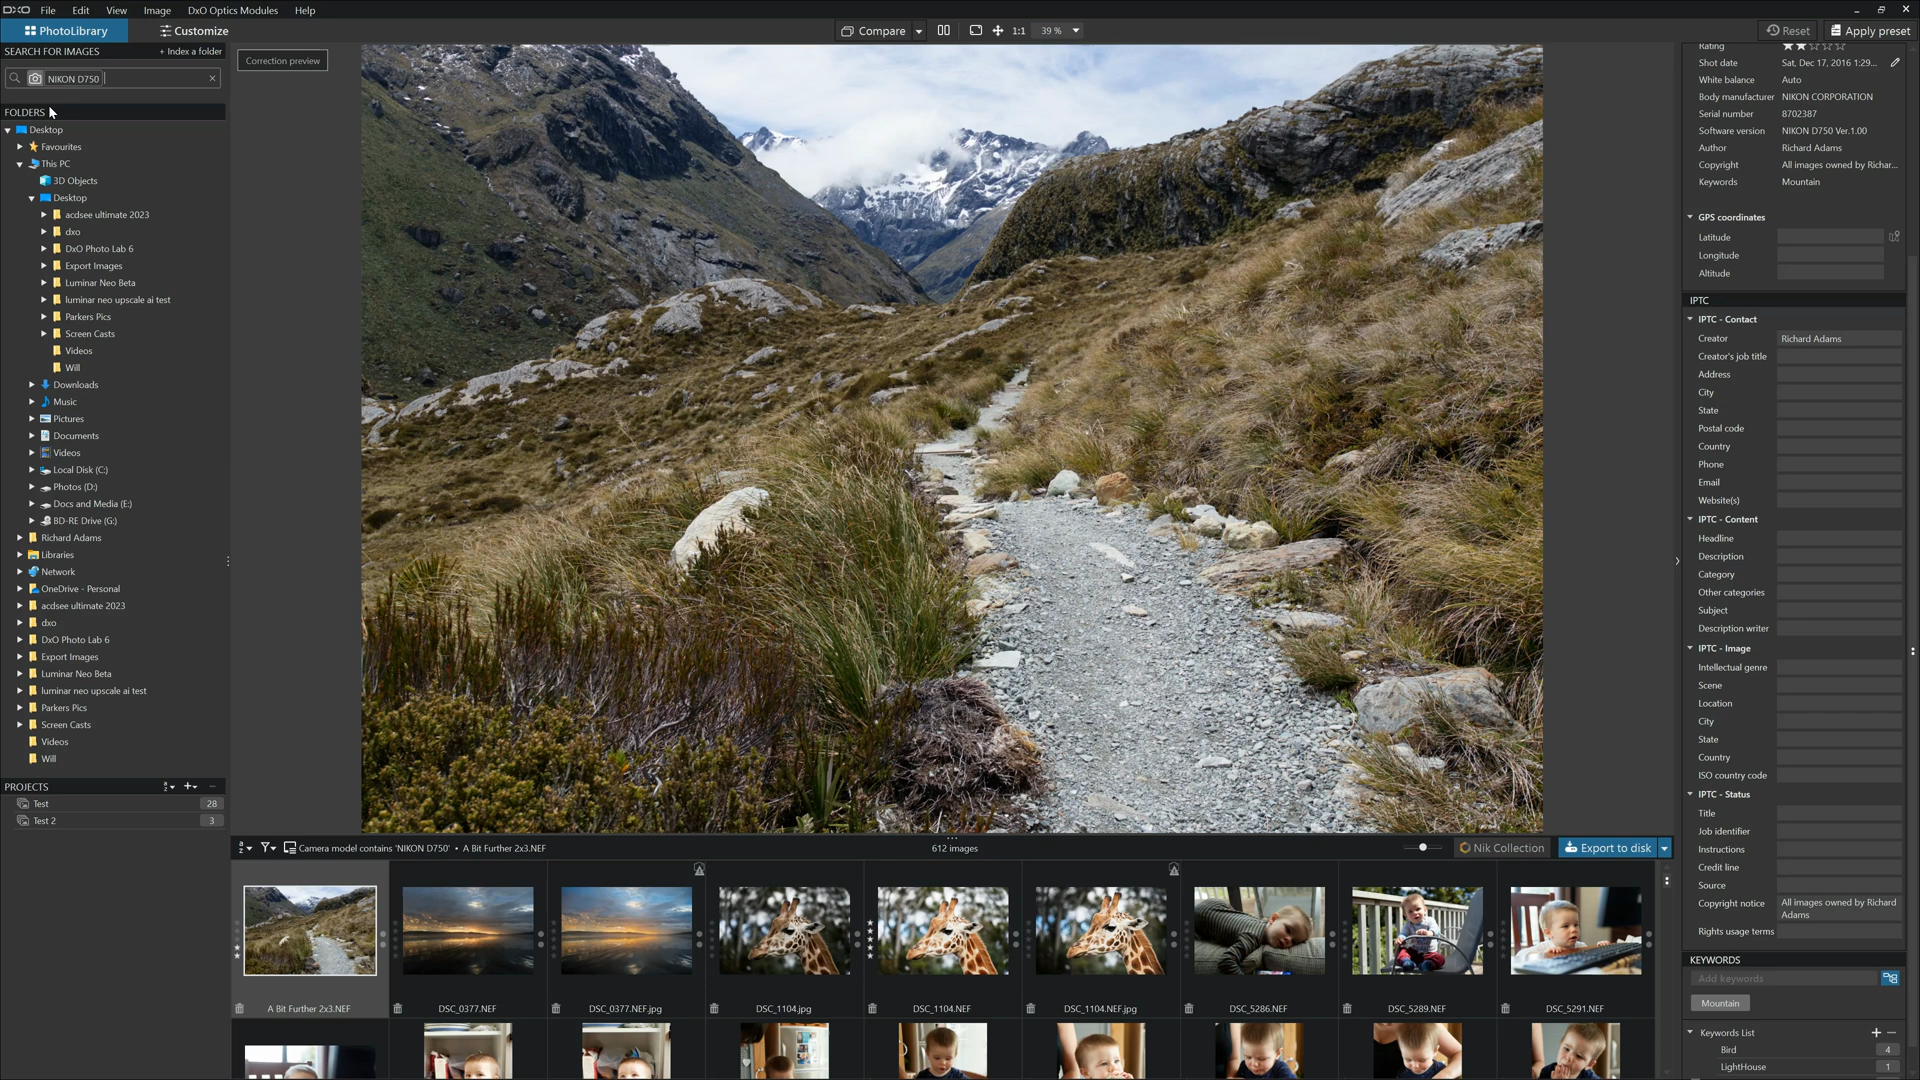 DXO File Edit View Image DxO Optics Modules Help
PhotoLibrary Customize Compare 1:1 39 % Reset Apply preset
SEARCH FOR IMAGES + Index a folder
NIKON D750
Correction preview
FOLDERS
Desktop
Favourites
This PC
3D Objects
Desktop
acdsee ultimate 2023
dxo
DxO Photo Lab 6
Export Images
Luminar Neo Beta
luminar neo upscale ai test
Parkers Pics
Screen Casts
Videos
Will
Downloads
Music
Pictures
Documents
Videos
Local Disk (C:)
Photos (D:)
Docs and Media (E:)
BD-RE Drive (G:)
Richard Adams
Libraries
Network
OneDrive - Personal
acdsee ultimate 2023
dxo
DxO Photo Lab 6
Export Images
Luminar Neo Beta
luminar neo upscale ai test
Parkers Pics
Screen Casts
Videos
Will
PROJECTS
Test 28
Test 2 3
Camera model contains 'NIKON D750' • A Bit Further 2x3.NEF 612 images Nik Collection Export to disk
A Bit Further 2x3.NEF DSC_0377.NEF DSC_0377.NEF.jpg DSC_1104.jpg DSC_1104.NEF DSC_1104.NEF.jpg DSC_5286.NEF DSC_5289.NEF DSC_5291.NEF
Rating
Shot date Sat, Dec 17, 2016 1:29...
White balance Auto
Body manufacturer NIKON CORPORATION
Serial number 8702387
Software version NIKON D750 Ver.1.00
Author Richard Adams
Copyright All images owned by Richar...
Keywords Mountain
GPS coordinates
Latitude
Longitude
Altitude
IPTC
IPTC - Contact
Creator Richard Adams
Creator's job title
Address
City
State
Postal code
Country
Phone
Email
Website(s)
IPTC - Content
Headline
Description
Category
Other categories
Subject
Description writer
IPTC - Image
Intellectual genre
Scene
Location
City
State
Country
ISO country code
IPTC - Status
Title
Job identifier
Instructions
Credit line
Source
Copyright notice All images owned by Richard
Adams
Rights usage terms
KEYWORDS
Add keywords
Mountain
Keywords List
Bird 4
LightHouse 1